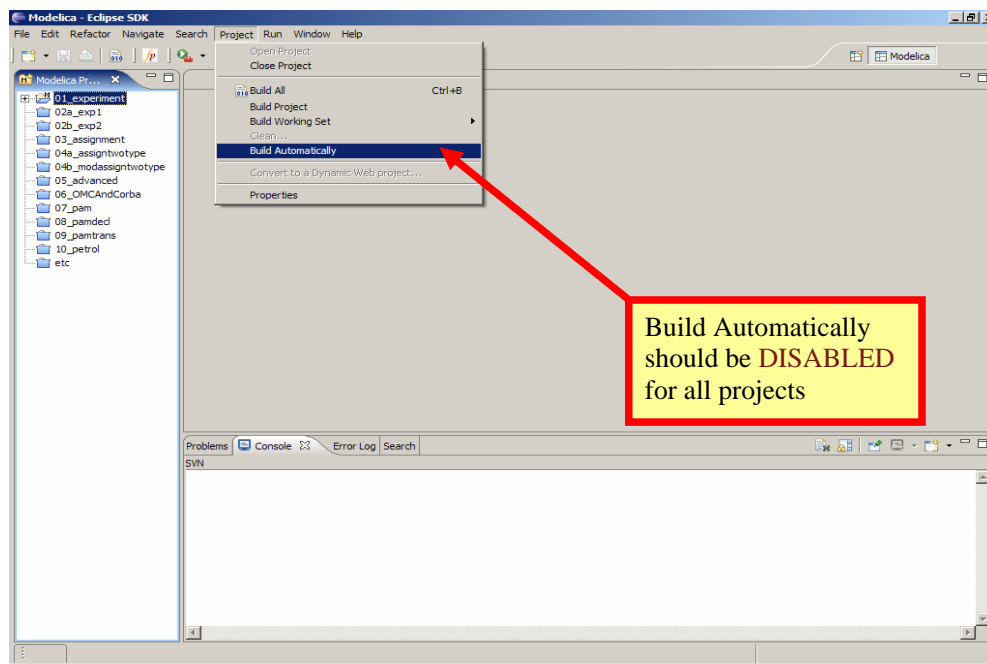 Modelica - Eclipse SDK
File Edit Refactor Navigate Search Project Run Window Help
Open Project
Close Project
Build All Ctrl+B
Build Project
Build Working Set
Clean...
Build Automatically
Convert to a Dynamic Web project...
Properties
Modelica
Modelica Pr...
01_experiment
02a_exp1
02b_exp2
03_assignment
04a_assigntwotype
04b_modassigntwotype
05_advanced
06_OMCAndCorba
07_pam
08_pamdecl
09_pamtrans
10_petrol
etc
Build Automatically
should be DISABLED
for all projects
Problems Console Error Log Search
SVN